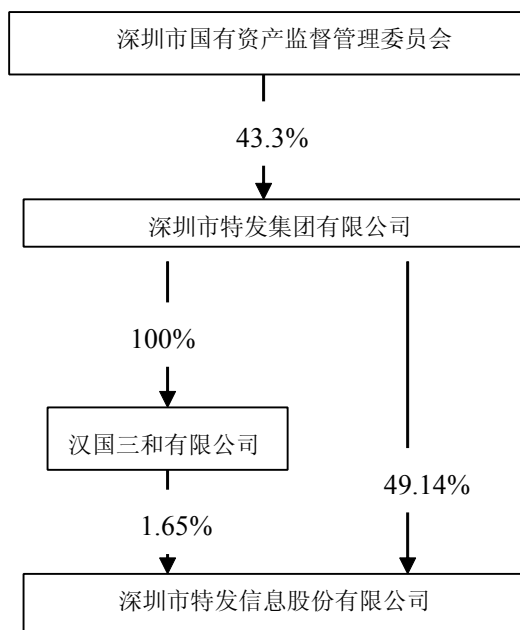 深圳市国有资产监督管理委员会
43.3%
深圳市特发集团有限公司
100%
汉国三和有限公司
49.14%
1.65%
深圳市特发信息股份有限公司